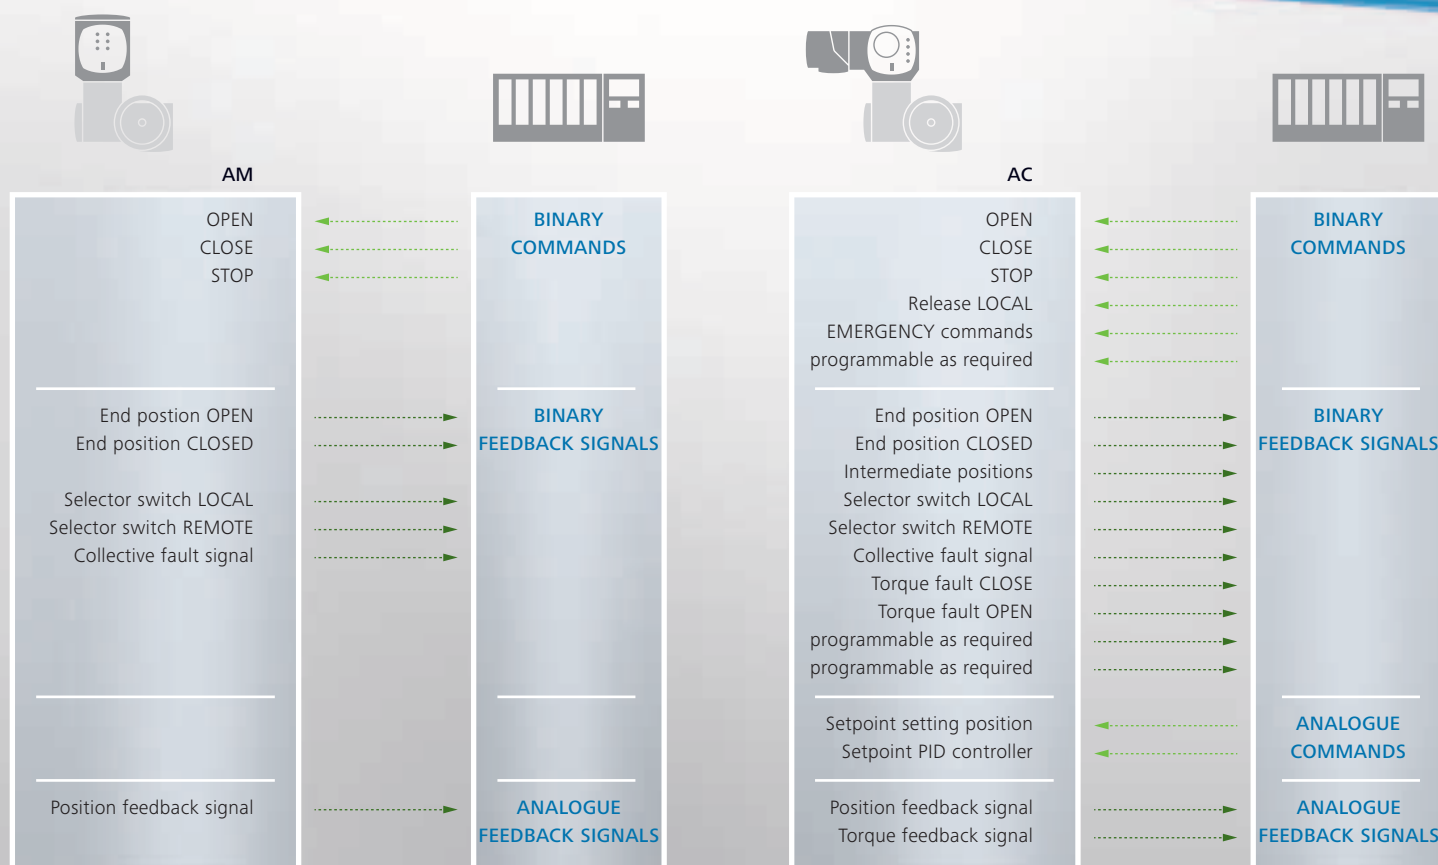 AM
OPEN
CLOSE
STOP
BINARY
COMMANDS
End postion OPEN
End position CLOSED
Selector switch LOCAL
Selector switch REMOTE
Collective fault signal
BINARY
FEEDBACK SIGNALS
Position feedback signal
ANALOGUE
FEEDBACK SIGNALS
AC
OPEN
CLOSE
STOP
Release LOCAL
EMERGENCY commands
programmable as required
BINARY
COMMANDS
End position OPEN
End position CLOSED
Intermediate positions
Selector switch LOCAL
Selector switch REMOTE
Collective fault signal
Torque fault CLOSE
Torque fault OPEN
programmable as required
programmable as required
BINARY
FEEDBACK SIGNALS
Setpoint setting position
Setpoint PID controller
ANALOGUE
COMMANDS
Position feedback signal
Torque feedback signal
ANALOGUE
FEEDBACK SIGNALS